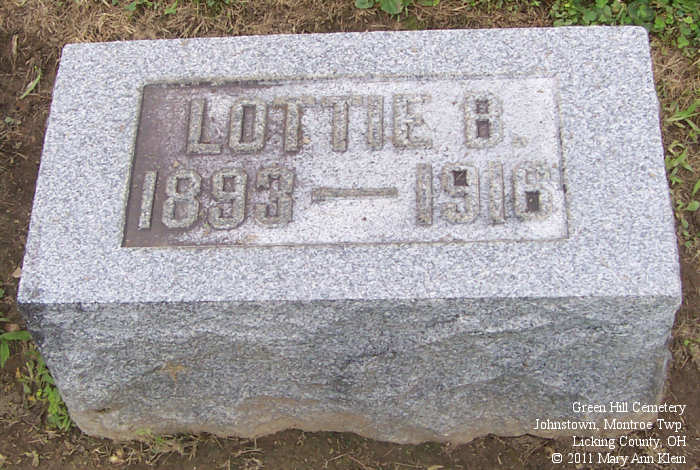 LOTTIE B.
1893 — 1916
Green Hill Cemetery
Johnstown, Montroe Twp.
Licking County, OH
© 2011 Mary Ann Klein